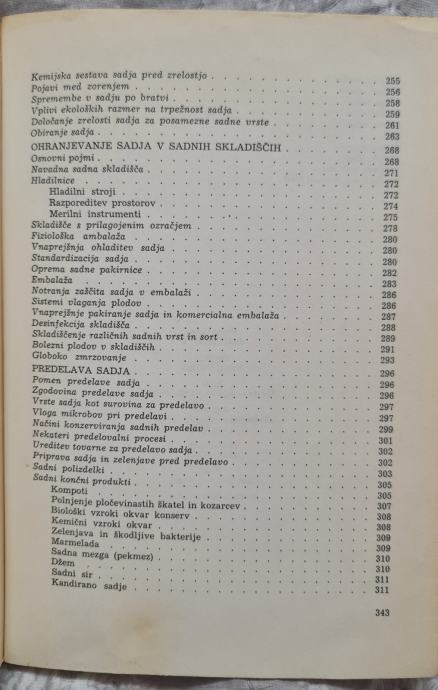 Kemijska sestava sadja pred zrelostjo . . . 255
Pojavi med zorenjem . . . 256
Spremembe v sadju po bratvi . . . 258
Vplivi ekoloških razmer na trpežnost sadja . . . 259
Določanje zrelosti sadja za posamezne sadne vrste . . . 261
Obiranje sadja . . . 263
OHRANJEVANJE SADJA V SADNIH SKLADIŠČIH . . . 268
Osnovni pojmi . . . 268
Navadna sadna skladišča . . . 271
Hladilnice . . . 272
Hladilni stroji . . . 272
Razporeditev prostorov . . . 274
Merilni instrumenti . . . 275
Skladišče s prilagojenim ozračjem . . . 278
Fiziološka ambalaža . . . 280
Vnaprejšnja ohladitev sadja . . . 280
Standardizacija sadja . . . 280
Oprema sadne pakirnice . . . 282
Embalaža . . . 283
Notranja zaščita sadja v embalaži . . . 286
Sistemi vlaganja plodov . . . 286
Vnaprejšnje pakiranje sadja in komercialna embalaža . . . 287
Desinfekcija skladišča . . . 288
Skladiščenje različnih sadnih vrst in sort . . . 289
Bolezni plodov v skladiščih . . . 291
Globoko zmrzovanje . . . 293
PREDELAVA SADJA . . . 296
Pomen predelave sadja . . . 296
Zgodovina predelave sadja . . . 296
Vrste sadja kot surovina za predelavo . . . 297
Vloga mikrobov pri predelavi . . . 297
Načini konzerviranja sadnih predelav . . . 299
Nekateri predelovalni procesi . . . 301
Ureditev tovarne za predelavo sadja . . . 302
Priprava sadja in zelenjave pred predelavo . . . 302
Sadni polizdelki . . . 303
Sadni končni produkti . . . 305
Kompoti . . . 305
Polnjenje pločevinastih škatel in kozarcev . . . 307
Biološki vzroki okvar konserv . . . 308
Kemični vzroki okvar . . . 308
Zelenjava in škodljive bakterije . . . 309
Marmelada . . . 309
Sadna mezga (pekmez) . . . 310
Džem . . . 310
Sadni sir . . . 311
Kandirano sadje . . . 311
343